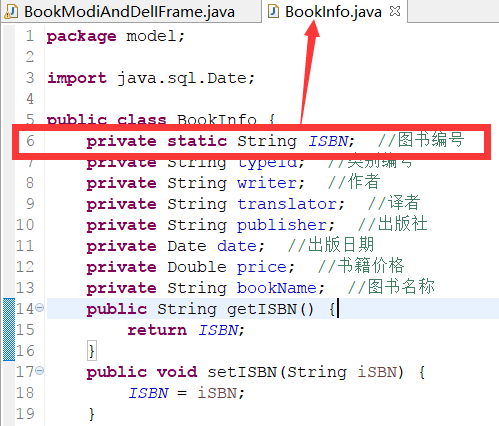 BookModiAndDellFrame.java BookInfo.java
1 package model;
2
3 import java.sql.Date;
4
5 public class BookInfo {
6 private static String ISBN; //图书编号
7 private String typeId; //类别编号
8 private String writer; //作者
9 private String translator; //译者
10 private String publisher; //出版社
11 private Date date; //出版日期
12 private Double price; //书籍价格
13 private String bookName; //图书名称
14 public String getISBN() {
15 return ISBN;
16 }
17 public void setISBN(String iSBN) {
18 ISBN = iSBN;
19 }